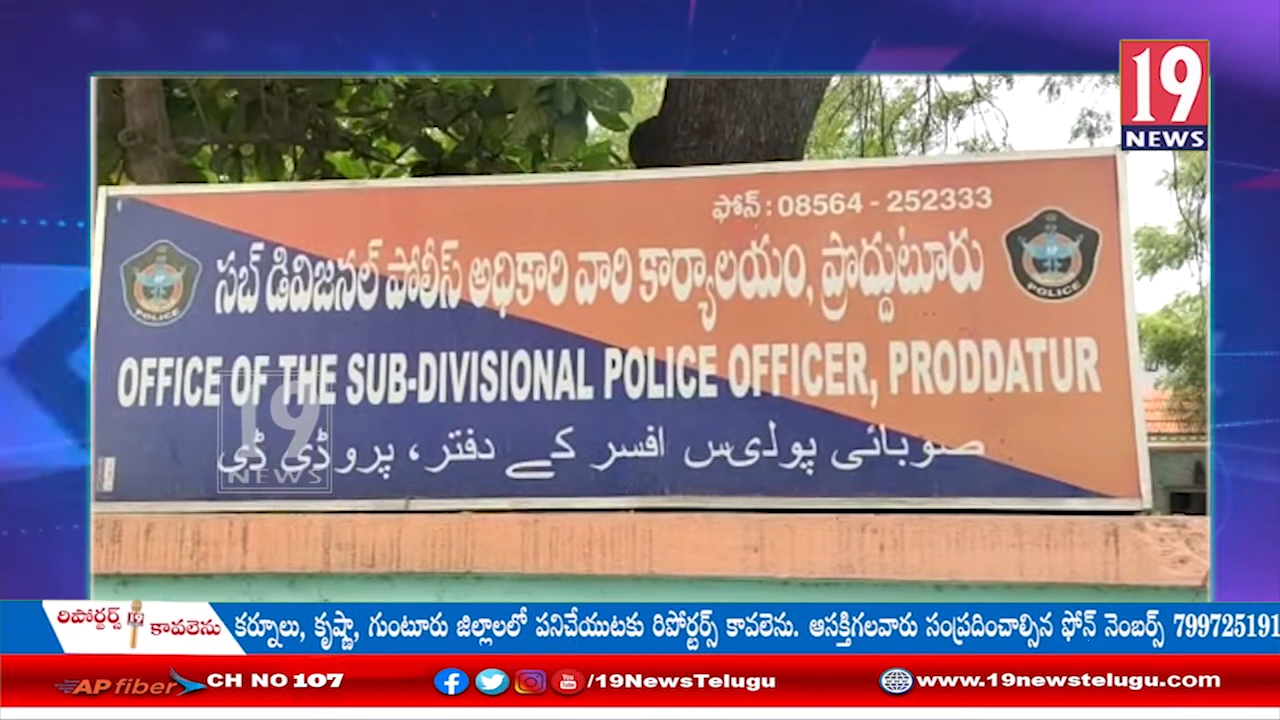 19
NEWS
ఫోన్ : 08564 - 252333
సబ్ డివిజనల్ పోలీస్ అధికారి వారి కార్యాలయం, ప్రొద్దుటూరు
POLICE
POLICE
OFFICE OF THE SUB-DIVISIONAL POLICE OFFICER, PRODDATUR
صوبائی پولیس افسر کے دفتر، پروڈی ڈی
19
NEWS
రిపోర్టర్స్ కావలెను
కర్నూలు, కృష్ణా, గుంటూరు జిల్లాలలో పనిచేయుటకు రిపోర్టర్స్ కావలెను. ఆసక్తిగలవారు సంప్రదించాల్సిన ఫోన్ నెంబర్స్ 799725191
AP fiber CH NO 107 /19NewsTelugu www.19newstelugu.com